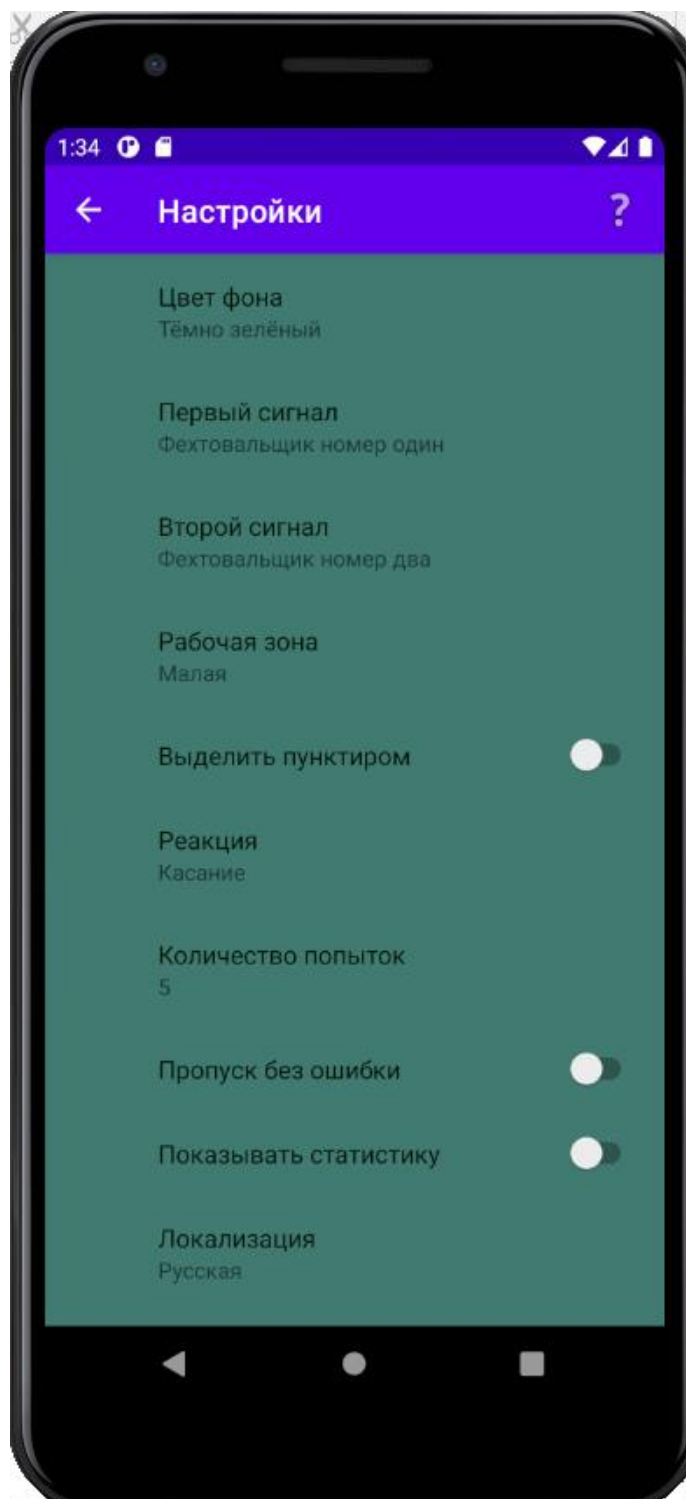 1:34
Настройки
?
Цвет фона
Тёмно зелёный
Первый сигнал
Фехтовальщик номер один
Второй сигнал
Фехтовальщик номер два
Рабочая зона
Малая
Выделить пунктиром
Реакция
Касание
Количество попыток
5
Пропуск без ошибки
Показывать статистику
Локализация
Русская